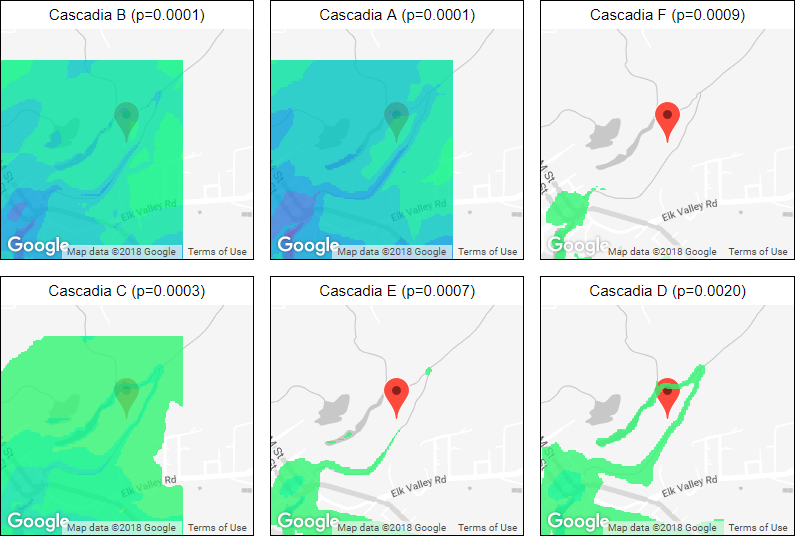 Cascadia B (p=0.0001)
Elk Valley Rd
M St
Google
Map data ©2018 Google
Terms of Use
Cascadia A (p=0.0001)
Elk Valley Rd
Google
Map data ©2018 Google
Terms of Use
Cascadia F (p=0.0009)
M St
M St
Elk Valley Rd
Google
Map data ©2018 Google
Terms of Use
Cascadia C (p=0.0003)
M St
St
Elk Valley Rd
Google
Map data ©2018 Google
Terms of Use
Cascadia E (p=0.0007)
M St
Elk Valley Rd
Google
Map data ©2018 Google
Terms of Use
Cascadia D (p=0.0020)
M St
Elk Valley Rd
Google
Map data ©2018 Google
Terms of Use